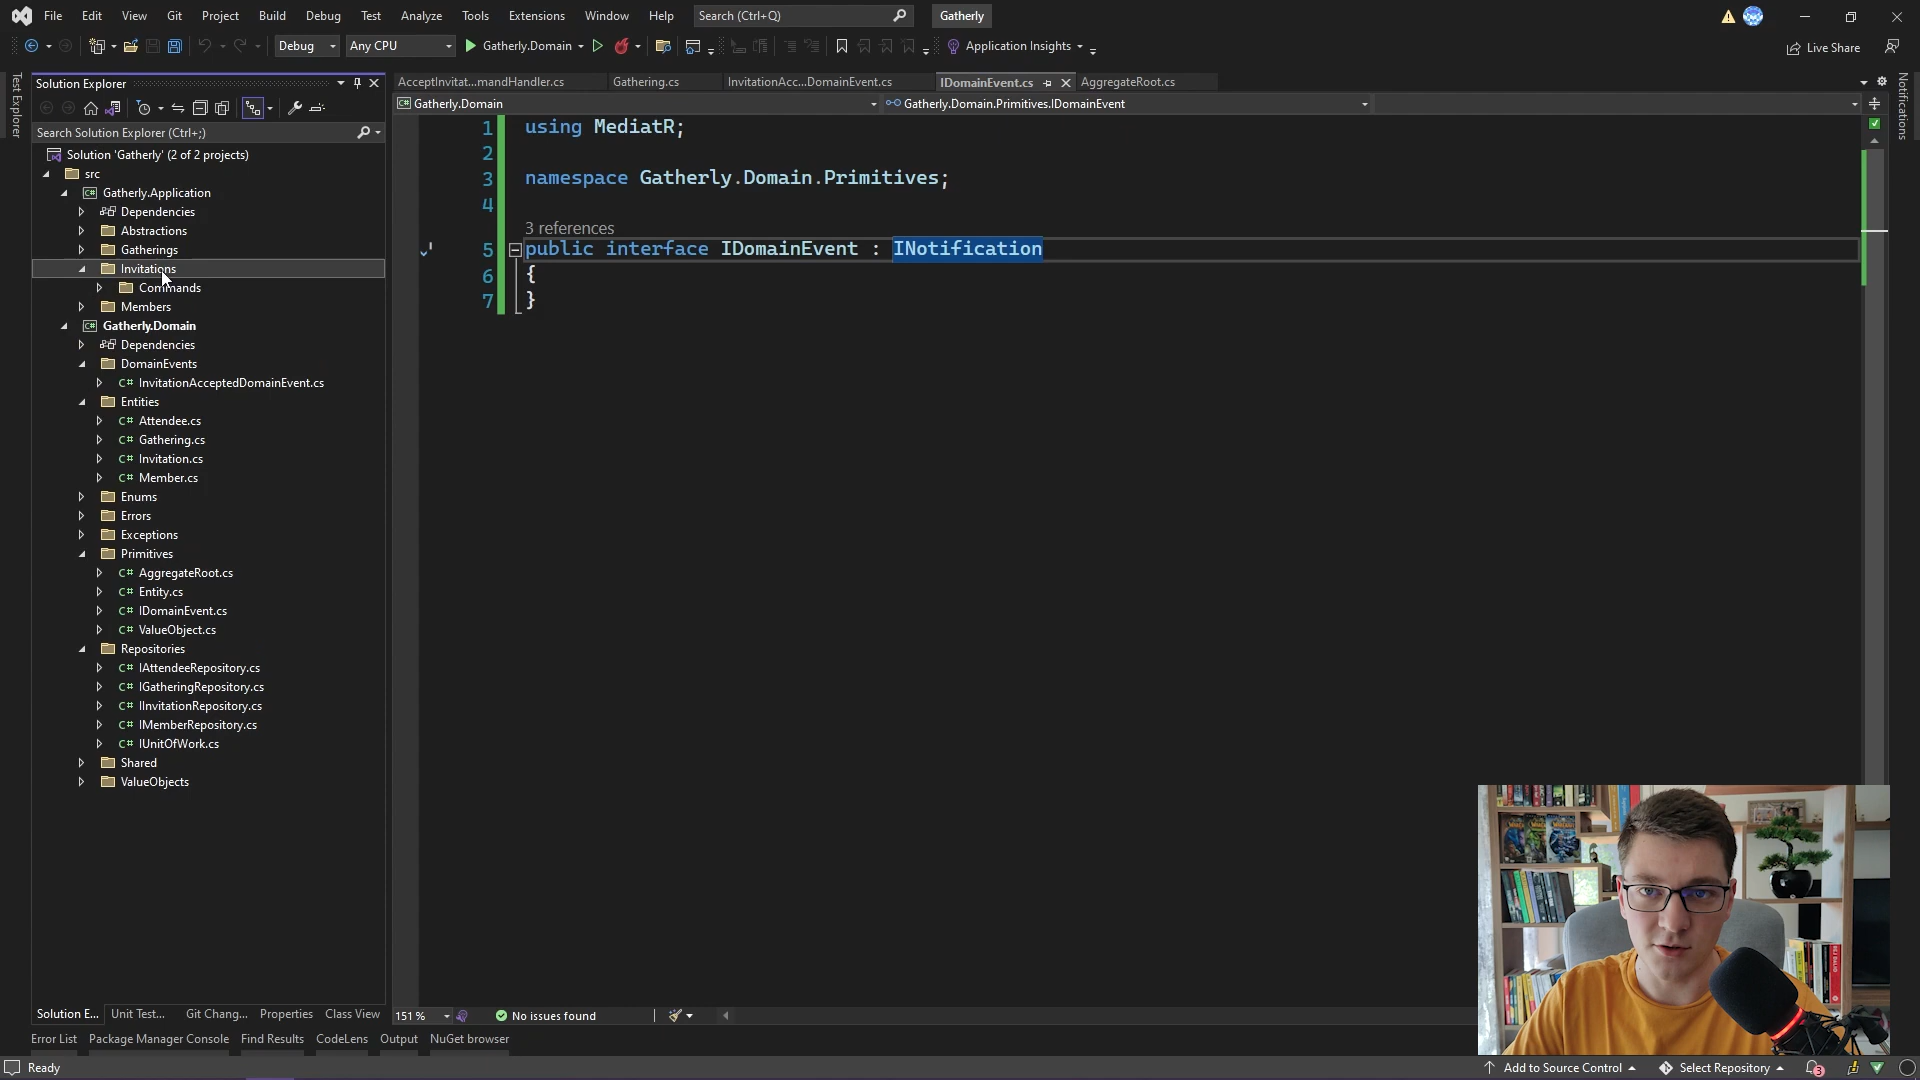 File Edit View Git Project Build Debug Test Analyze Tools Extensions Window Help Search (Ctrl+Q) Gatherly
Debug Any CPU Gatherly.Domain Application Insights Live Share
Test Explorer
Solution Explorer
Search Solution Explorer (Ctrl+;)
Solution 'Gatherly' (2 of 2 projects)
src
Gatherly.Application
Dependencies
Abstractions
Gatherings
Invitations
Commands
Members
Gatherly.Domain
Dependencies
DomainEvents
C# InvitationAcceptedDomainEvent.cs
Entities
C# Attendee.cs
C# Gathering.cs
C# Invitation.cs
C# Member.cs
Enums
Errors
Exceptions
Primitives
C# AggregateRoot.cs
C# Entity.cs
C# IDomainEvent.cs
C# ValueObject.cs
Repositories
C# IAttendeeRepository.cs
C# IGatheringRepository.cs
C# IInvitationRepository.cs
C# IMemberRepository.cs
C# IUnitOfWork.cs
Shared
ValueObjects
Solution E... Unit Test... Git Chang... Properties Class View
AcceptInvitat...mandHandler.cs Gathering.cs InvitationAcc...DomainEvent.cs IDomainEvent.cs AggregateRoot.cs
C# Gatherly.Domain Gatherly.Domain.Primitives.IDomainEvent
1 using MediatR;
2
3 namespace Gatherly.Domain.Primitives;
4
3 references
5 public interface IDomainEvent : INotification
6 {
7 }
Notifications
151 % No issues found
Error List Package Manager Console Find Results CodeLens Output NuGet browser
Ready Add to Source Control Select Repository 3